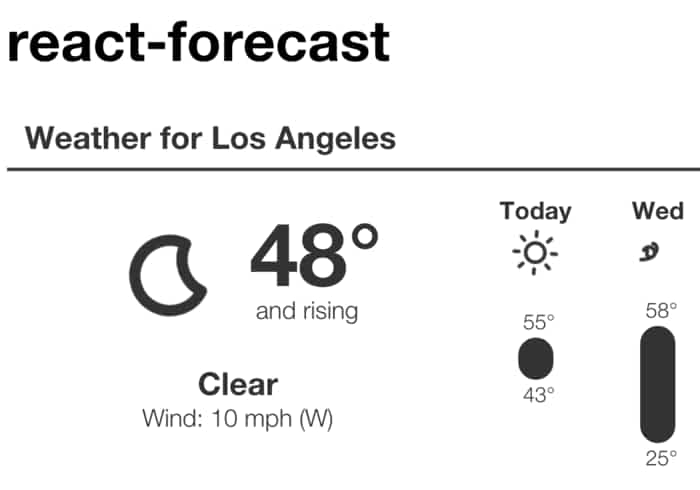 react-forecast
Weather for Los Angeles
48°
and rising
Clear
Wind: 10 mph (W)
Today
55°
43°
Wed
58°
25°